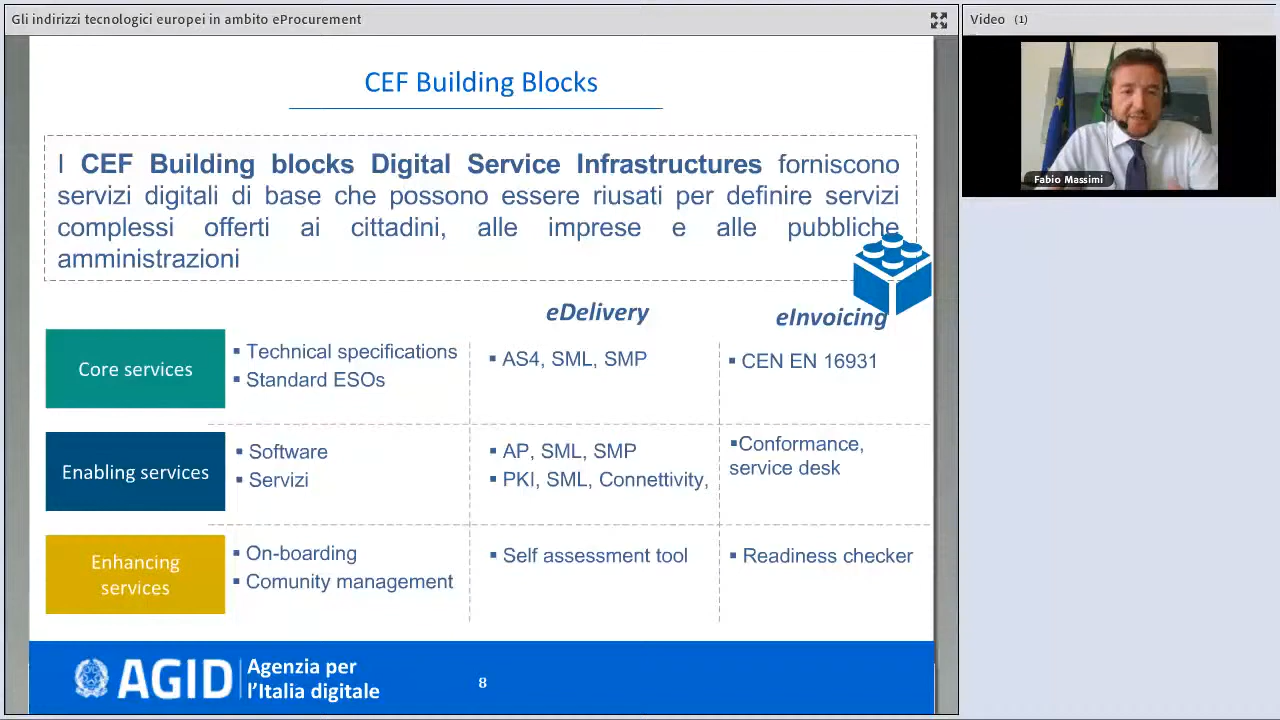 Gli indirizzi tecnologici europei in ambito eProcurement
Video (1)
Fabio Massimi
CEF Building Blocks
I CEF Building blocks Digital Service Infrastructures forniscono
servizi digitali di base che possono essere riusati per definire servizi
complessi offerti ai cittadini, alle imprese e alle pubbliche
amministrazioni
eDelivery
eInvoicing
Core services
▪ Technical specifications
▪ Standard ESOs
▪ AS4, SML, SMP
▪ CEN EN 16931
Enabling services
▪ Software
▪ Servizi
▪ AP, SML, SMP
▪ PKI, SML, Connettivity,
▪Conformance,
service desk
Enhancing
services
▪ On-boarding
▪ Comunity management
▪ Self assessment tool
▪ Readiness checker
AGID
Agenzia per
l'Italia digitale
8